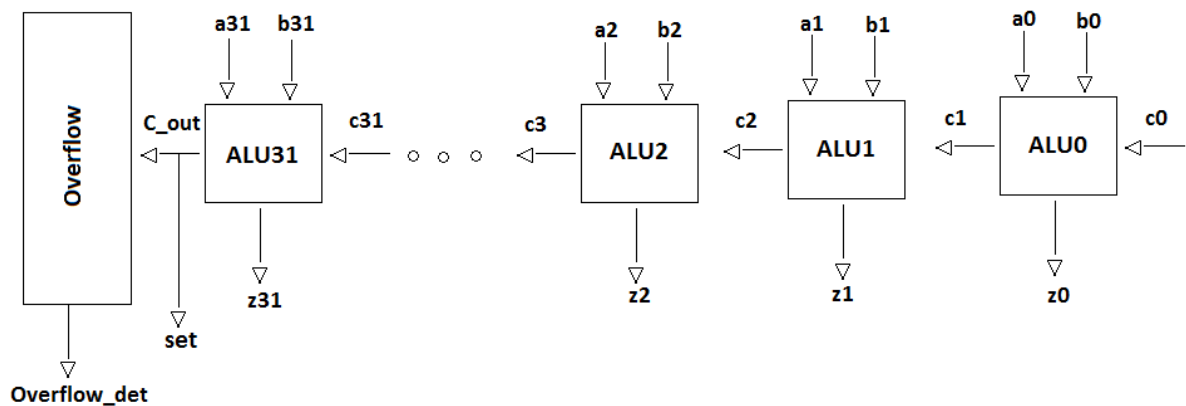 a31 b31 a2 b2 a1 b1 a0 b0
Overflow C_out ALU31 c31 c3 ALU2 c2 ALU1 c1 ALU0 c0
z31 z2 z1 z0
set
Overflow_det